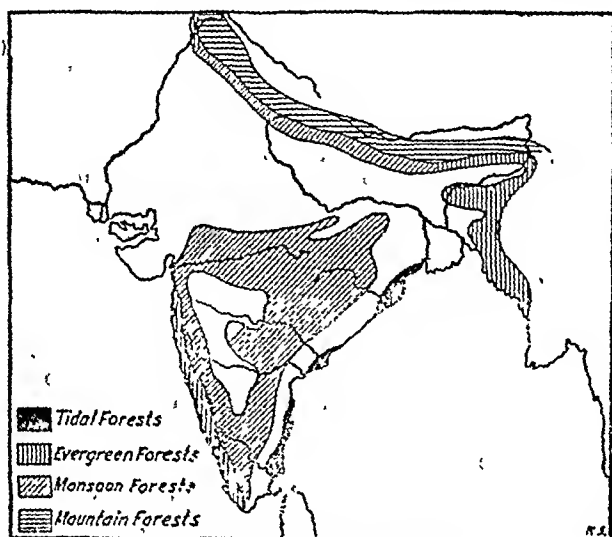 Tidal Forests
Evergreen Forests
Monsoon Forests
Mountain Forests
R.S.